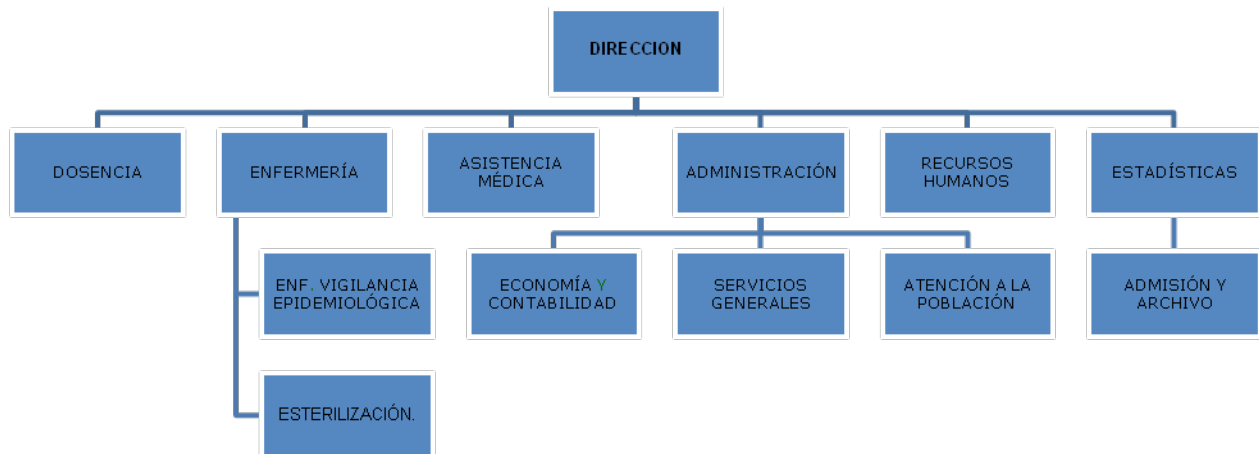 DIRECCION
DOSENCIA
ENFERMERÍA
ASISTENCIA
MÉDICA
ADMINISTRACIÓN
RECURSOS
HUMANOS
ESTADÍSTICAS
ENF. VIGILANCIA
EPIDEMIOLÓGICA
ECONOMÍA Y
CONTABILIDAD
SERVICIOS
GENERALES
ATENCIÓN A LA
POBLACIÓN
ADMISIÓN Y
ARCHIVO
ESTERILIZACIÓN.